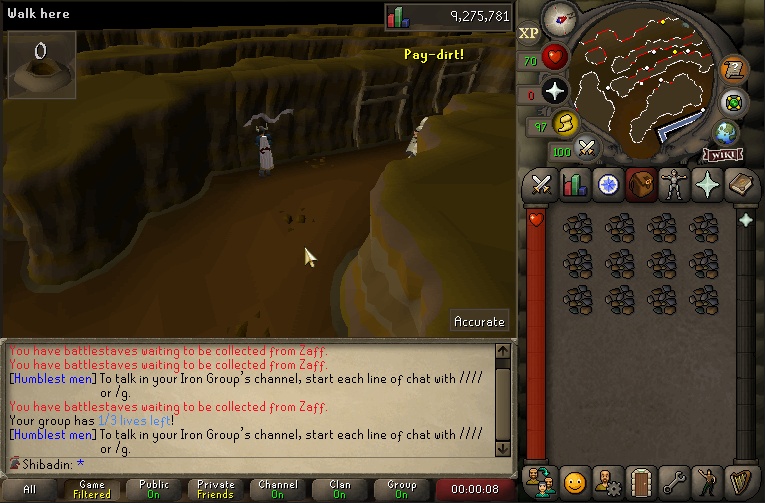 Walk here
9,275,781
0
Pay-dirt!
XP
70
0
97
100
WIKI
Accurate
You have battlestaves waiting to be collected from Zaff.
You have battlestaves waiting to be collected from Zaff.
[Humblest men] To talk in your Iron Group's channel, start each line of chat with ////
or /g.
You have battlestaves waiting to be collected from Zaff.
Your group has 1/3 lives left!
[Humblest men] To talk in your Iron Group's channel, start each line of chat with ////
or /g.
Shibadin: *
All
Game
Filtered
Public
On
Private
Friends
Channel
On
Clan
On
Group
On
00:00:08